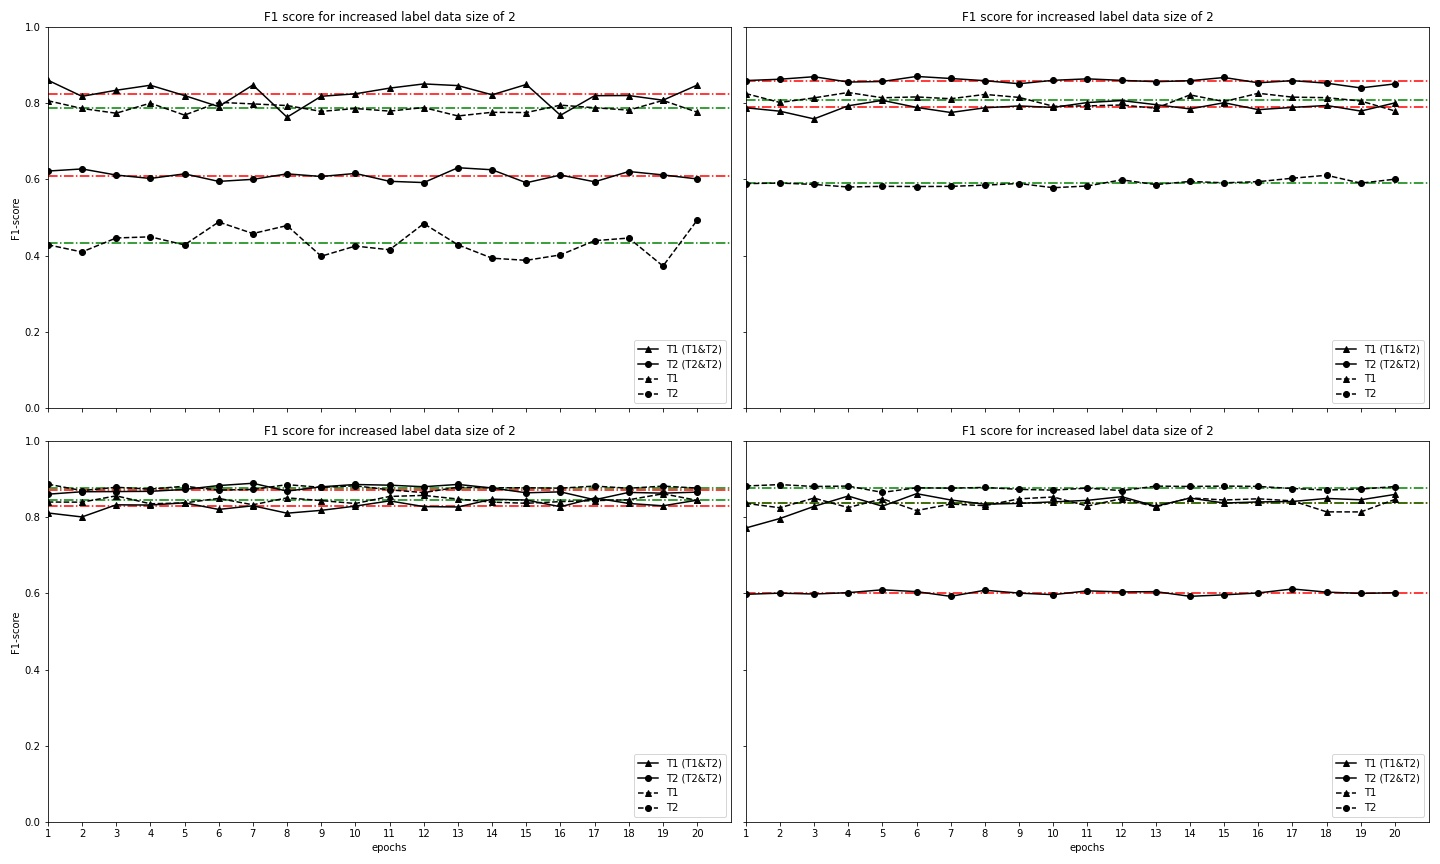 F1 score for increased label data size of 2
1.0
0.8
0.6
0.4
0.2
0.0
F1-score
T1 (T1&T2)
T2 (T2&T2)
T1
T2
F1 score for increased label data size of 2
T1 (T1&T2)
T2 (T2&T2)
T1
T2
F1 score for increased label data size of 2
1.0
0.8
0.6
0.4
0.2
0.0
F1-score
T1 (T1&T2)
T2 (T2&T2)
T1
T2
1 2 3 4 5 6 7 8 9 10 11 12 13 14 15 16 17 18 19 20
epochs
F1 score for increased label data size of 2
T1 (T1&T2)
T2 (T2&T2)
T1
T2
1 2 3 4 5 6 7 8 9 10 11 12 13 14 15 16 17 18 19 20
epochs